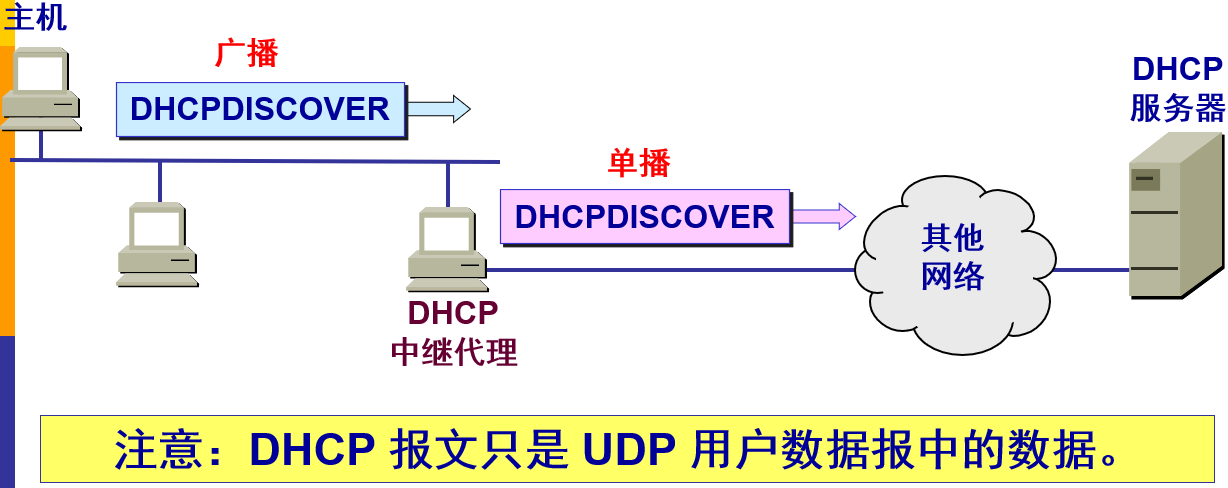 主机
广播
DHCPDISCOVER
DHCP
服务器
单播
DHCPDISCOVER
其他
网络
DHCP
中继代理
注意：DHCP 报文只是 UDP 用户数据报中的数据。